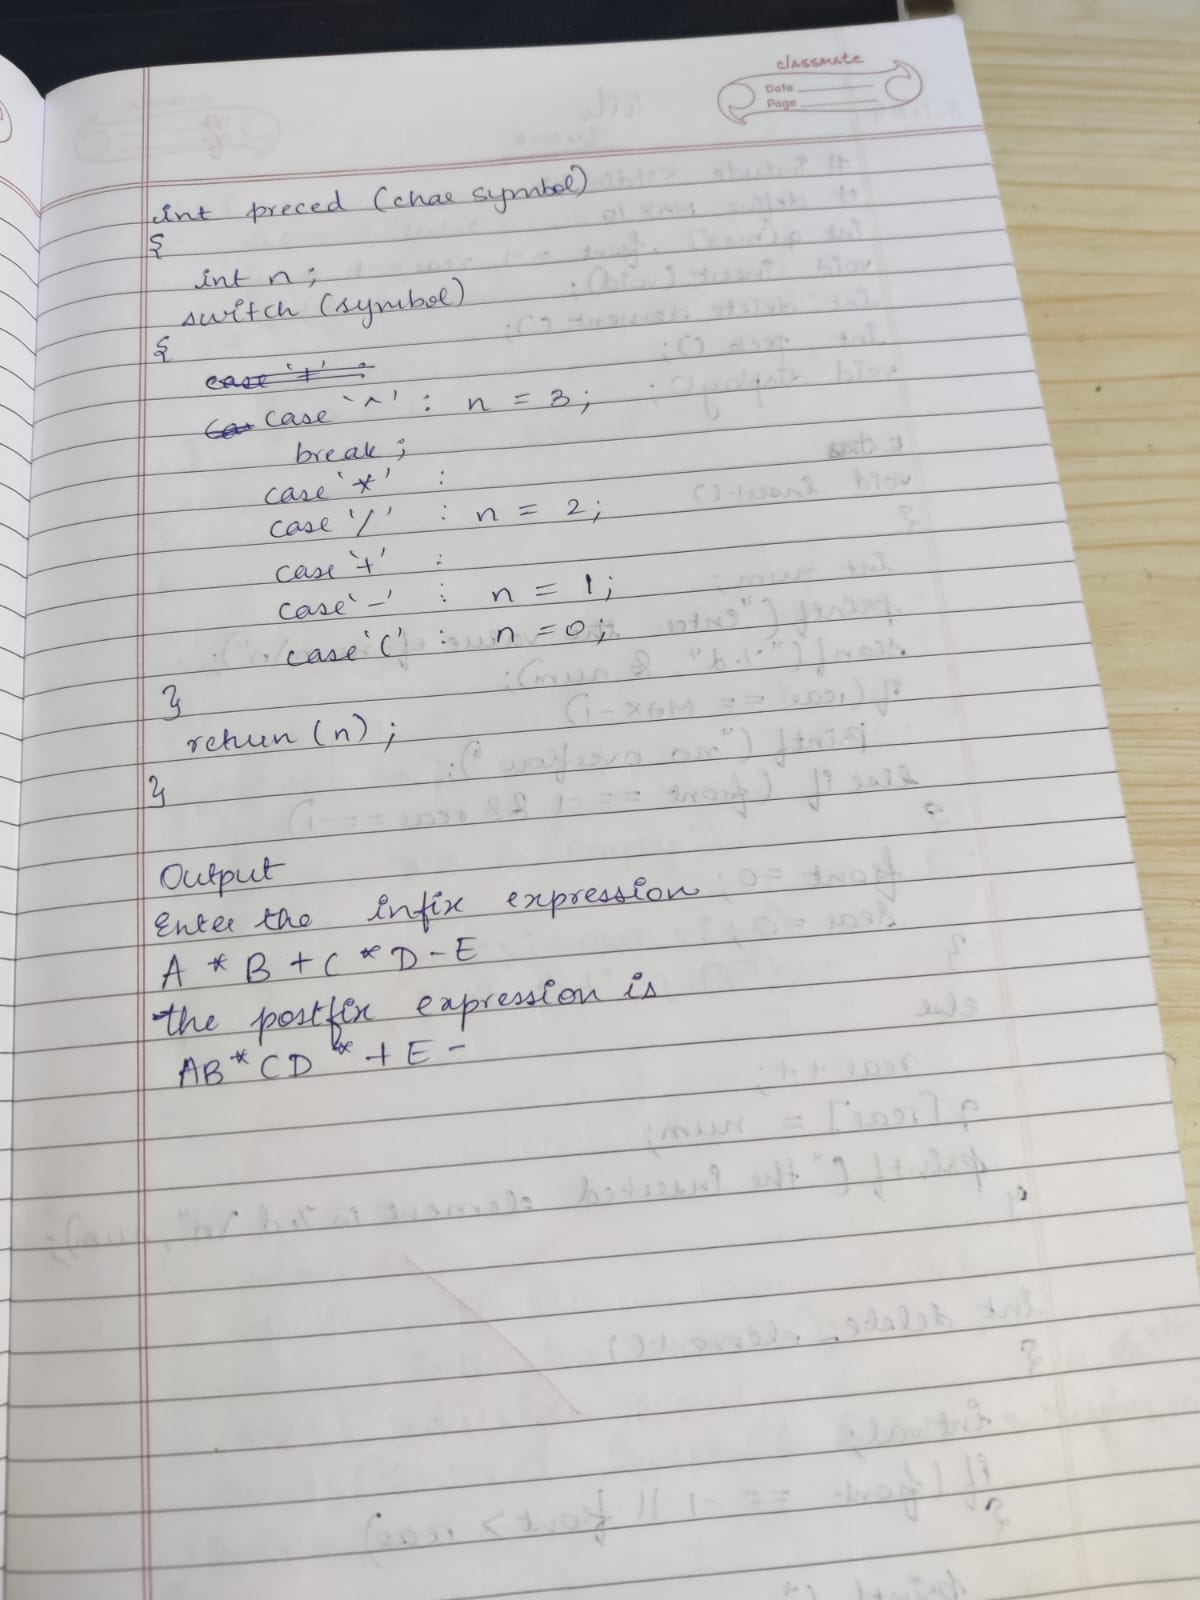 classmate
Date
Page
int preced (char symbol)
{
int n;
switch (symbol)
{
case '+' :
case '^' : n = 3;
break;
case '*' :
case '/' : n = 2;
case '+' :
case '-' : n = 1;
case '(' : n = 0;
}
return (n);
}
Output
Enter the infix expression
A * B + C * D - E
the postfix expression is
AB* CD * + E -